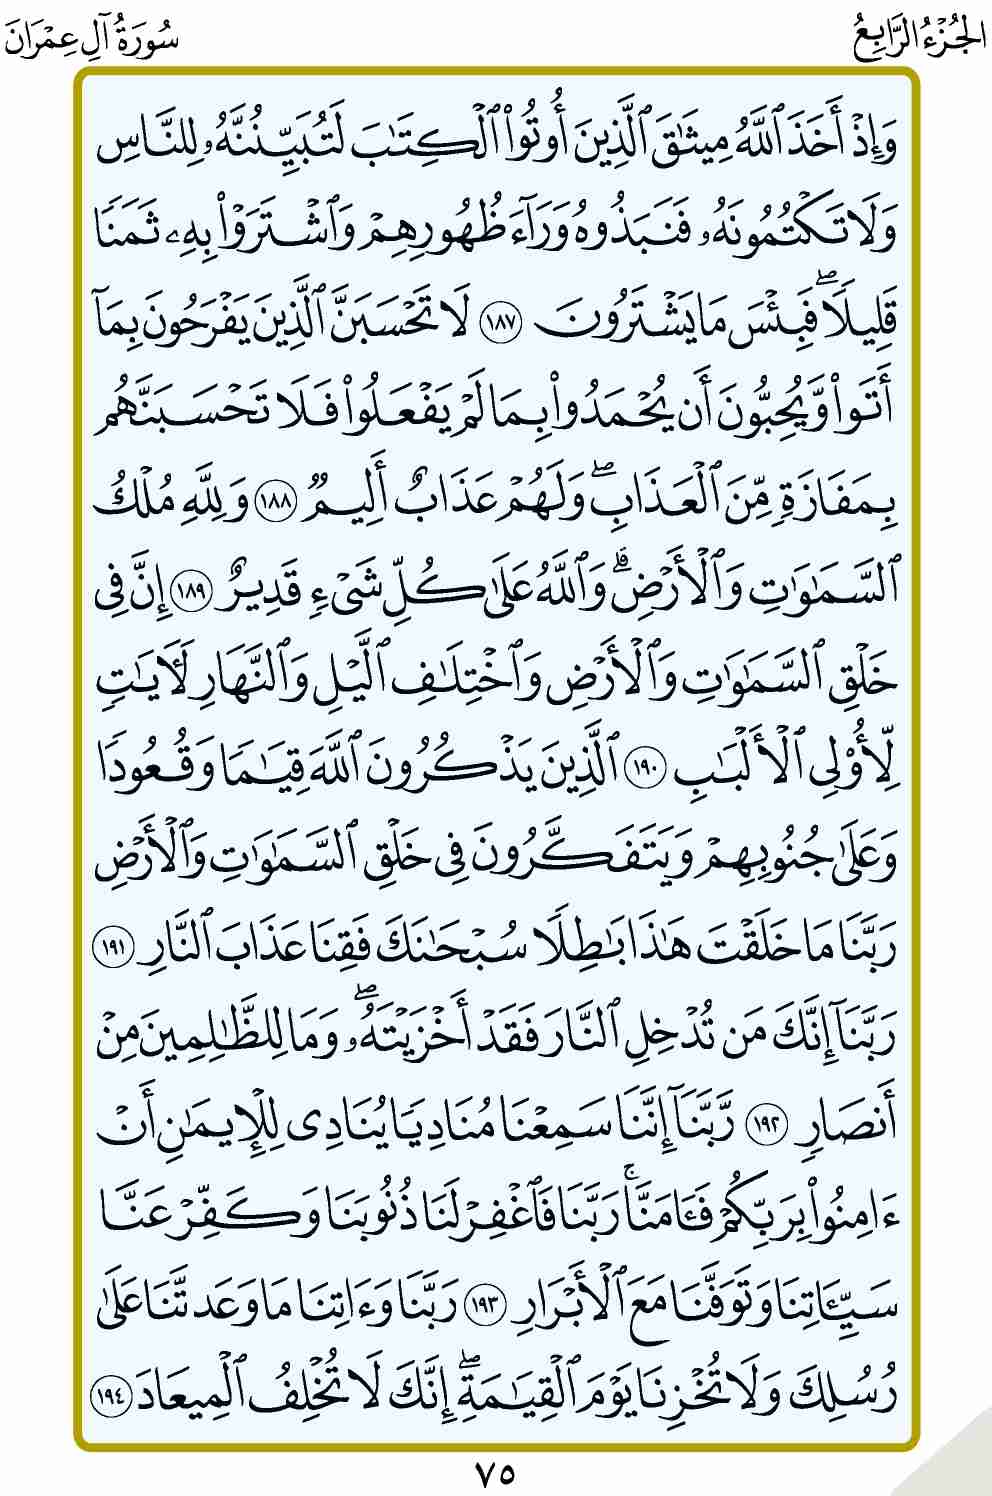 الجُزْءُ الرَّابِعُ
سُورَةُ آلِ عِمْرَانَ
وَإِذْ أَخَذَ ٱللَّهُ مِيثَٰقَ ٱلَّذِينَ أُوتُوا۟ ٱلْكِتَٰبَ لَتُبَيِّنُنَّهُۥ لِلنَّاسِ
وَلَا تَكْتُمُونَهُۥ فَنَبَذُوهُ وَرَآءَ ظُهُورِهِمْ وَٱشْتَرَوْا۟ بِهِۦ ثَمَنًا
قَلِيلًا ۖ فَبِئْسَ مَا يَشْتَرُونَ ١٨٧ لَا تَحْسَبَنَّ ٱلَّذِينَ يَفْرَحُونَ بِمَآ
أَتَوا۟ وَّيُحِبُّونَ أَن يُحْمَدُوا۟ بِمَا لَمْ يَفْعَلُوا۟ فَلَا تَحْسَبَنَّهُم
بِمَفَازَةٍ مِّنَ ٱلْعَذَابِ ۖ وَلَهُمْ عَذَابٌ أَلِيمٌ ١٨٨ وَلِلَّهِ مُلْكُ
ٱلسَّمَٰوَٰتِ وَٱلْأَرْضِ ۗ وَٱللَّهُ عَلَىٰ كُلِّ شَىْءٍ قَدِيرٌ ١٨٩ إِنَّ فِى
خَلْقِ ٱلسَّمَٰوَٰتِ وَٱلْأَرْضِ وَٱخْتِلَٰفِ ٱلَّيْلِ وَٱلنَّهَارِ لَءَايَٰتٍ
لِّأُو۟لِى ٱلْأَلْبَٰبِ ١٩٠ ٱلَّذِينَ يَذْكُرُونَ ٱللَّهَ قِيَٰمًا وَقُعُودًا
وَعَلَىٰ جُنُوبِهِمْ وَيَتَفَكَّرُونَ فِى خَلْقِ ٱلسَّمَٰوَٰتِ وَٱلْأَرْضِ
رَبَّنَا مَا خَلَقْتَ هَٰذَا بَٰطِلًا سُبْحَٰنَكَ فَقِنَا عَذَابَ ٱلنَّارِ ١٩١
رَبَّنَآ إِنَّكَ مَن تُدْخِلِ ٱلنَّارَ فَقَدْ أَخْزَيْتَهُۥ ۖ وَمَا لِلظَّٰلِمِينَ مِنْ
أَنصَارٍ ١٩٢ رَّبَّنَآ إِنَّنَا سَمِعْنَا مُنَادِيًا يُنَادِى لِلْإِيمَٰنِ أَنْ
ءَامِنُوا۟ بِرَبِّكُمْ فَـَٔامَنَّا ۚ رَبَّنَا فَٱغْفِرْ لَنَا ذُنُوبَنَا وَكَفِّرْ عَنَّا
سَيِّـَٔاتِنَا وَتَوَفَّنَا مَعَ ٱلْأَبْرَارِ ١٩٣ رَبَّنَا وَءَاتِنَا مَا وَعَدتَّنَا عَلَىٰ
رُسُلِكَ وَلَا تُخْزِنَا يَوْمَ ٱلْقِيَٰمَةِ ۖ إِنَّكَ لَا تُخْلِفُ ٱلْمِيعَادَ ١٩٤
٧٥